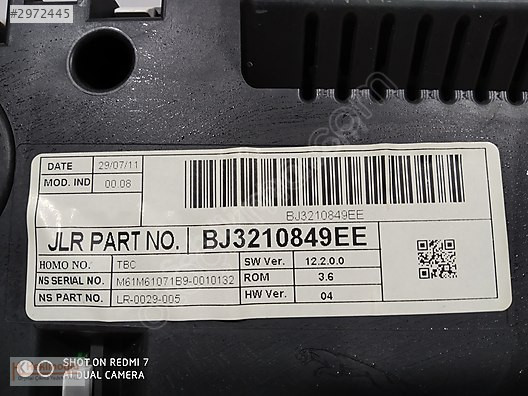 #2972445
DATE 29/07/11
MOD. IND 00.08
BJ3210849EE
JLR PART NO. BJ3210849EE
HOMO NO. TBC SW Ver. 12.2.0.0
NS SERIAL NO. M61M61071B9-0010132 ROM 3.6
NS PART NO. LR-0029-005 HW Ver. 04
SHOT ON REDMI 7
AI DUAL CAMERA